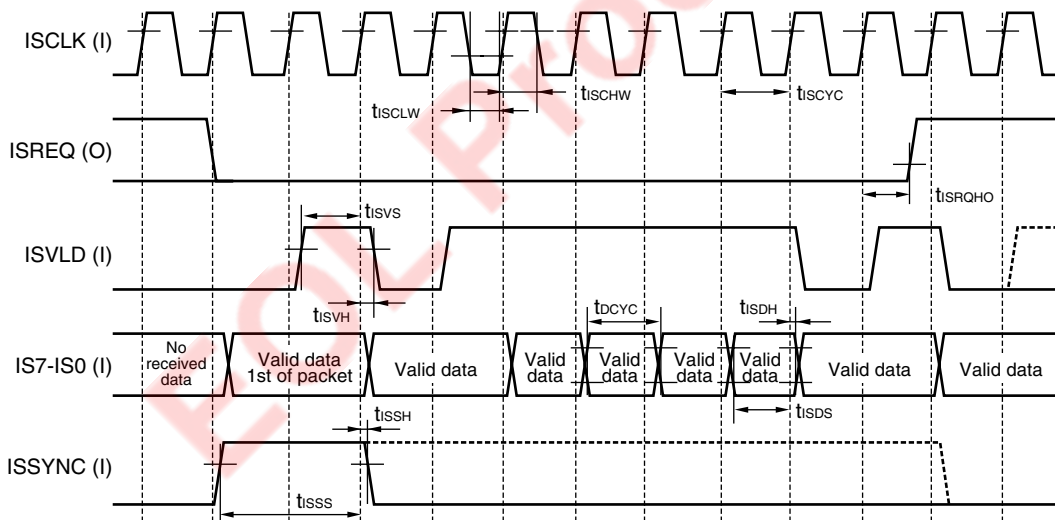 ISCLK (I)
tISCLW
tISCHW
tISCYC
ISREQ (O)
tISRQHO
tISVS
ISVLD (I)
tISVH
tDCYC
tISDH
IS7-IS0 (I)
No received data
Valid data 1st of packet
Valid data
Valid data
Valid data
Valid data
Valid data
Valid data
Valid data
tISSH
tISDS
ISSYNC (I)
tISSS
EOL Pro